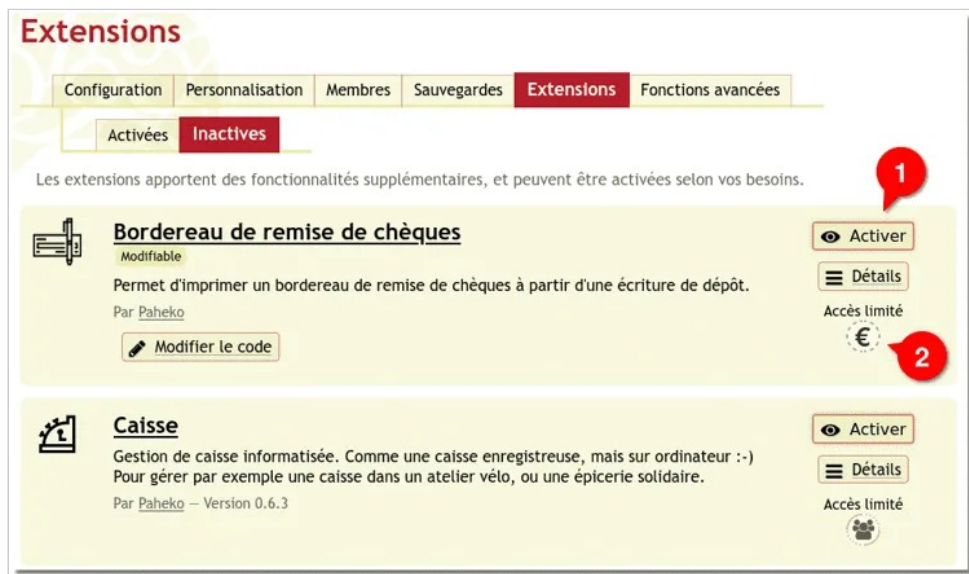 Extensions
Configuration Personnalisation Membres Sauvegardes Extensions Fonctions avancées
Activées Inactives
Les extensions apportent des fonctionnalités supplémentaires, et peuvent être activées selon vos besoins.
1
Bordereau de remise de chèques
Activer
Modifiable
Permet d'imprimer un bordereau de remise de chèques à partir d'une écriture de dépôt.
Détails
Par Paheko
Accès limité
Modifier le code
€
2
Caisse
Activer
Gestion de caisse informatisée. Comme une caisse enregistreuse, mais sur ordinateur :-)
Pour gérer par exemple une caisse dans un atelier vélo, ou une épicerie solidaire.
Détails
Par Paheko — Version 0.6.3
Accès limité